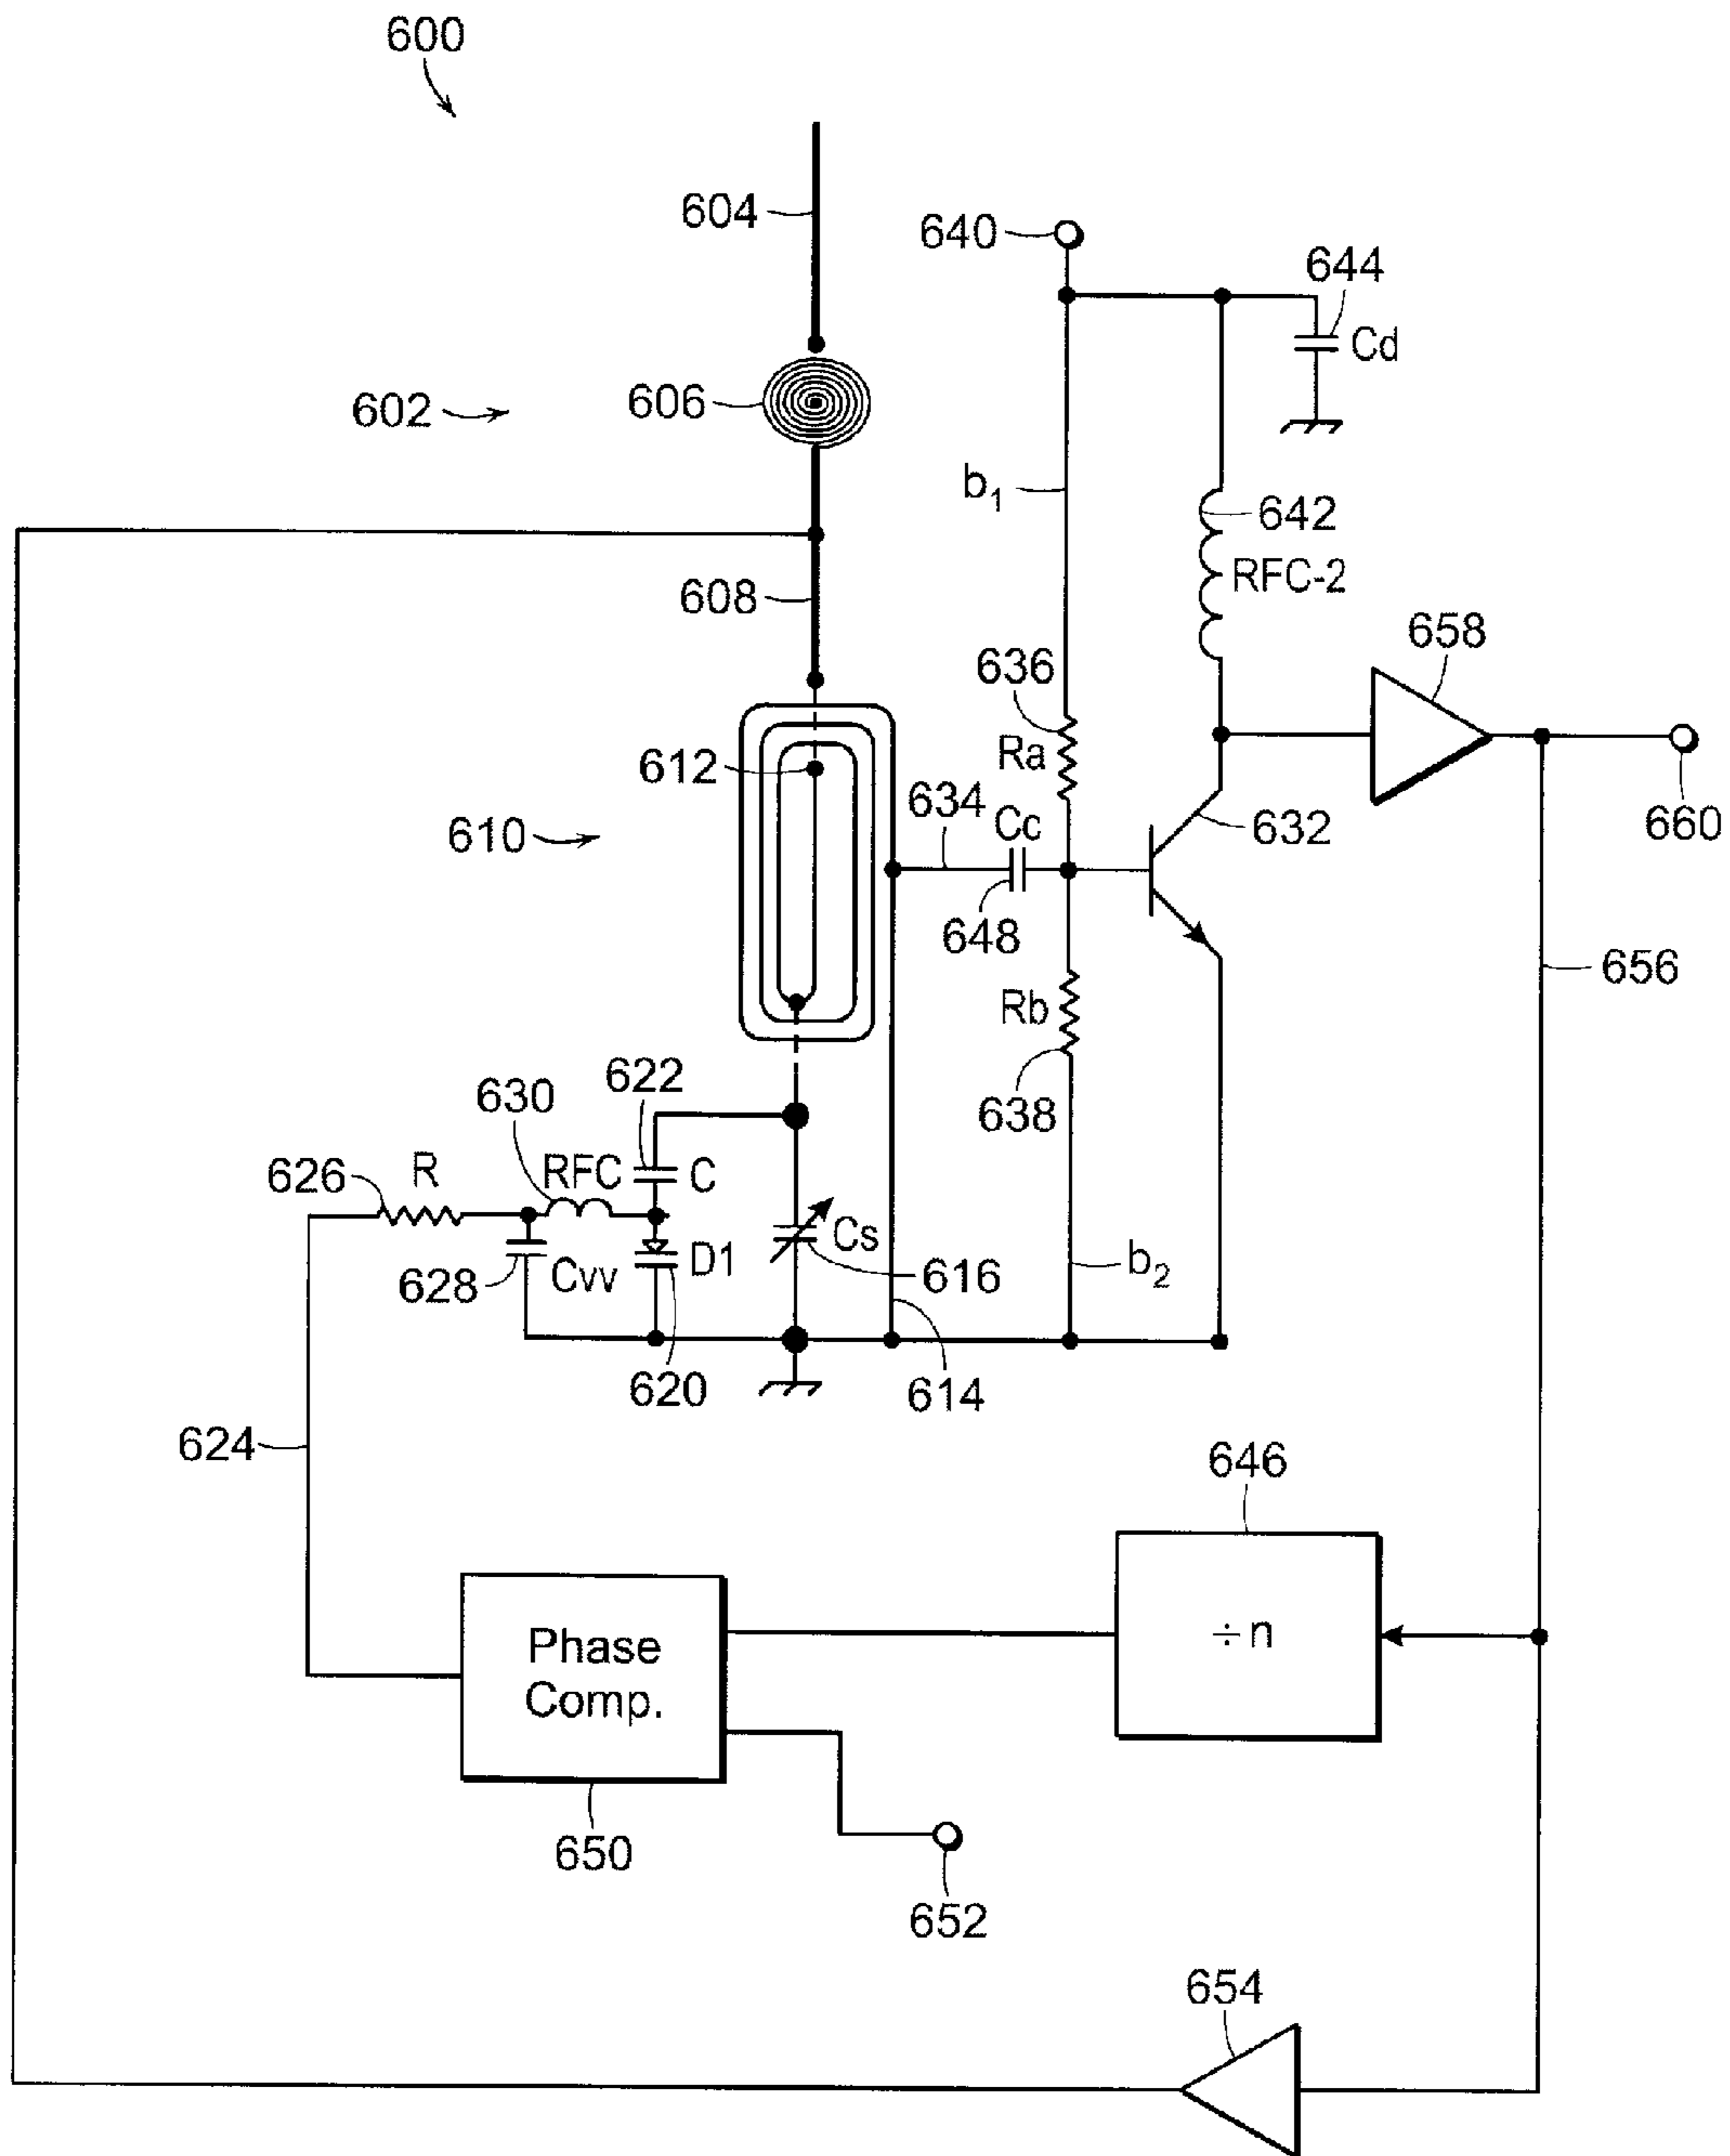 600
604
640
644
Cd
602
606
b1
642
608
RFC-2
658
636
Ra
612
634
Cc
632
660
610
648
656
Rb
622
638
630
626
R
RFC
C
Cs
D1
616
b2
628
Cvv
620
614
624
646
÷n
Phase
Comp.
650
652
654